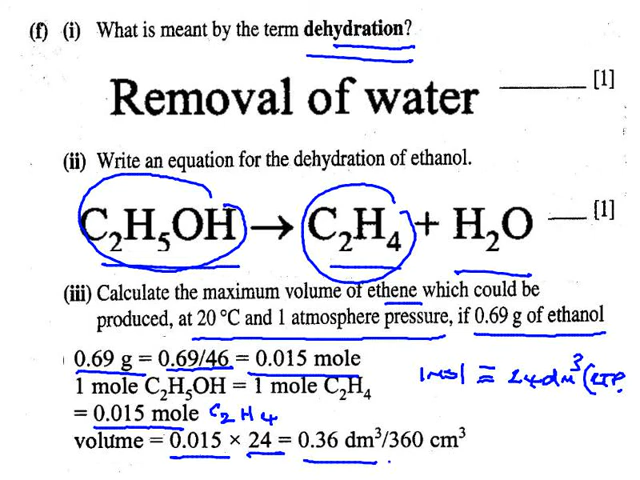 (f) (i) What is meant by the term dehydration?
Removal of water [1]
(ii) Write an equation for the dehydration of ethanol.
C₂H₅OH → C₂H₄ + H₂O [1]
(iii) Calculate the maximum volume of ethene which could be
produced, at 20 °C and 1 atmosphere pressure, if 0.69 g of ethanol
0.69 g = 0.69/46 = 0.015 mole
1 mole C₂H₅OH = 1 mole C₂H₄
1 mol ≡ 24 dm³ (RTP
= 0.015 mole C₂H₄
volume = 0.015 × 24 = 0.36 dm³/360 cm³